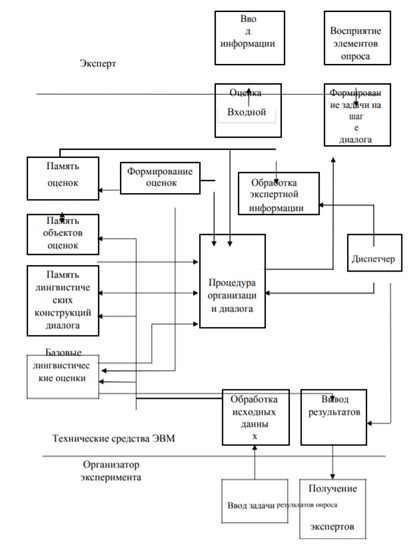 Вво
д
информации
Восприятие
элементов
опроса
Эксперт
Оценка
Входной
Формирован
ие задачи на
шаг
е
диалога
Память
оценок
Формирование
оценок
Обработка
экспертной
информации
Память
объектов
оценок
Диспетчер
Процедура
организаци
и диалога
Память
лингвистиче
ских
конструкций
диалога
Базовые
лингвистичес
кие оценки
Обработка
исходных
данны
х
Вывод
результатов
Технические средства ЭВМ
Организатор
эксперимента
Ввод задачи
результатов опроса
Получение
экспертов